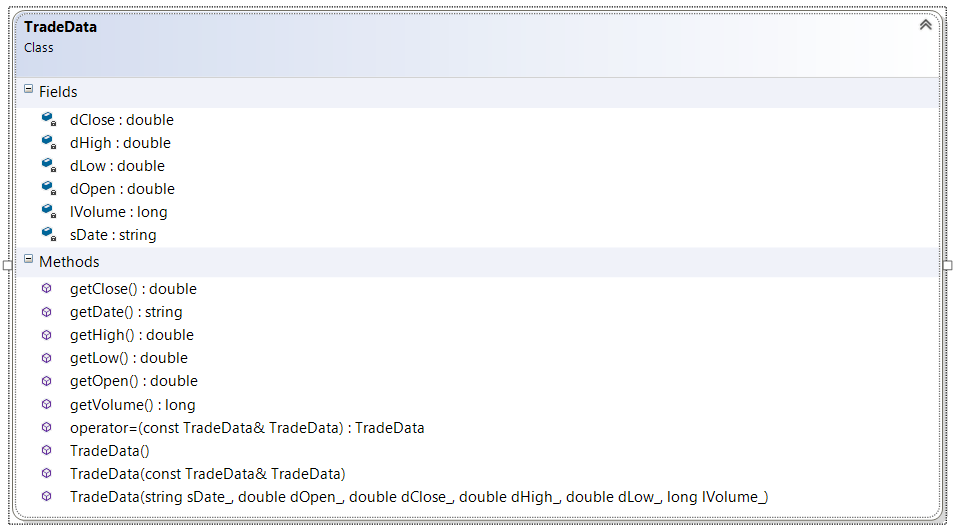 TradeData
Class
Fields
dClose : double
dHigh : double
dLow : double
dOpen : double
lVolume : long
sDate : string
Methods
getClose() : double
getDate() : string
getHigh() : double
getLow() : double
getOpen() : double
getVolume() : long
operator=(const TradeData& TradeData) : TradeData
TradeData()
TradeData(const TradeData& TradeData)
TradeData(string sDate_, double dOpen_, double dClose_, double dHigh_, double dLow_, long lVolume_)